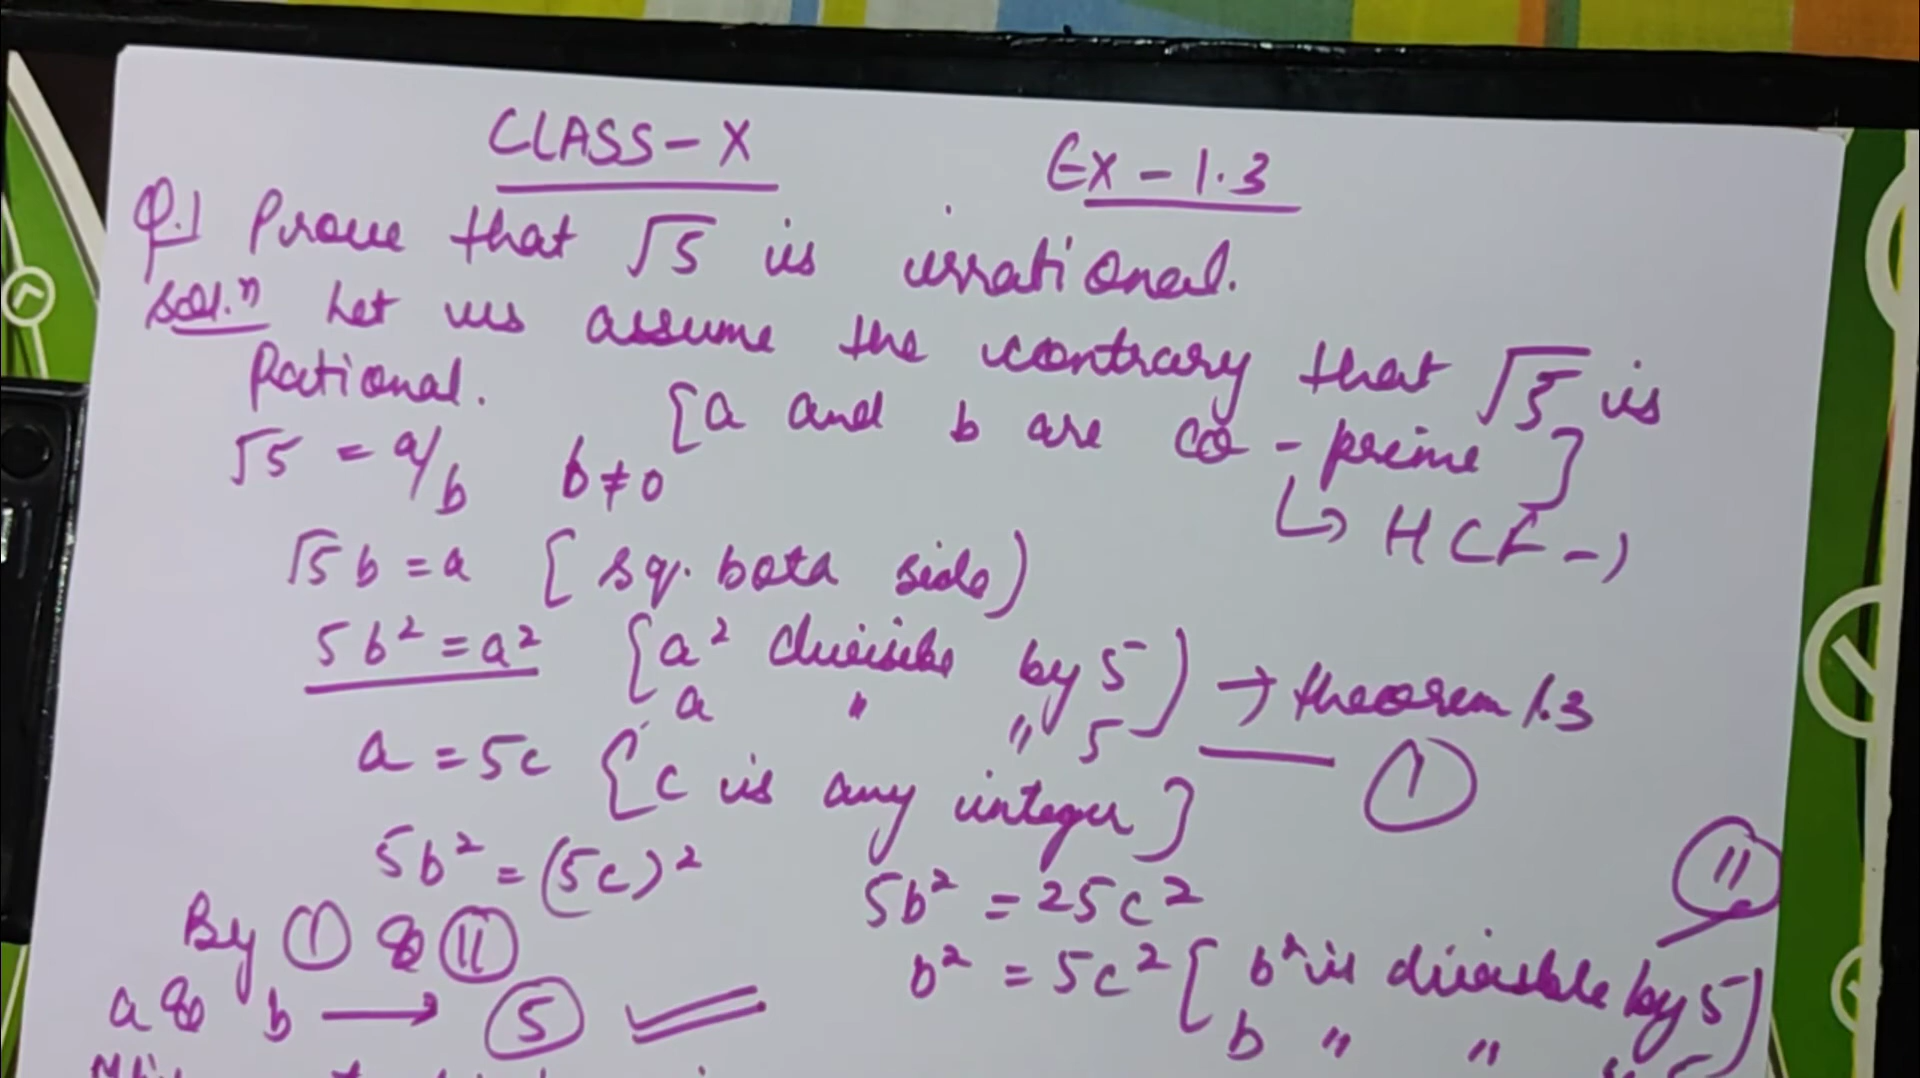 CLASS-X
Ex-1.3
Q.1 Prove that √5 is irrational.
Sol.ⁿ Let us assume the contrary that √5 is
Rational.
√5 = a/b b≠0 [a and b are co-prime]
↳ HCF-1
√5b = a [sq. both side)
5b² = a² [a² divisible by 5) → theorem 1.3
a " " 5
①
a = 5c {c is any integer]
5b² = (5c)²
5b² = 25c²
b² = 5c² [b² is divisible by 5)
b " " " 5
⑪
By ① & ⑪
a & b → ⑤